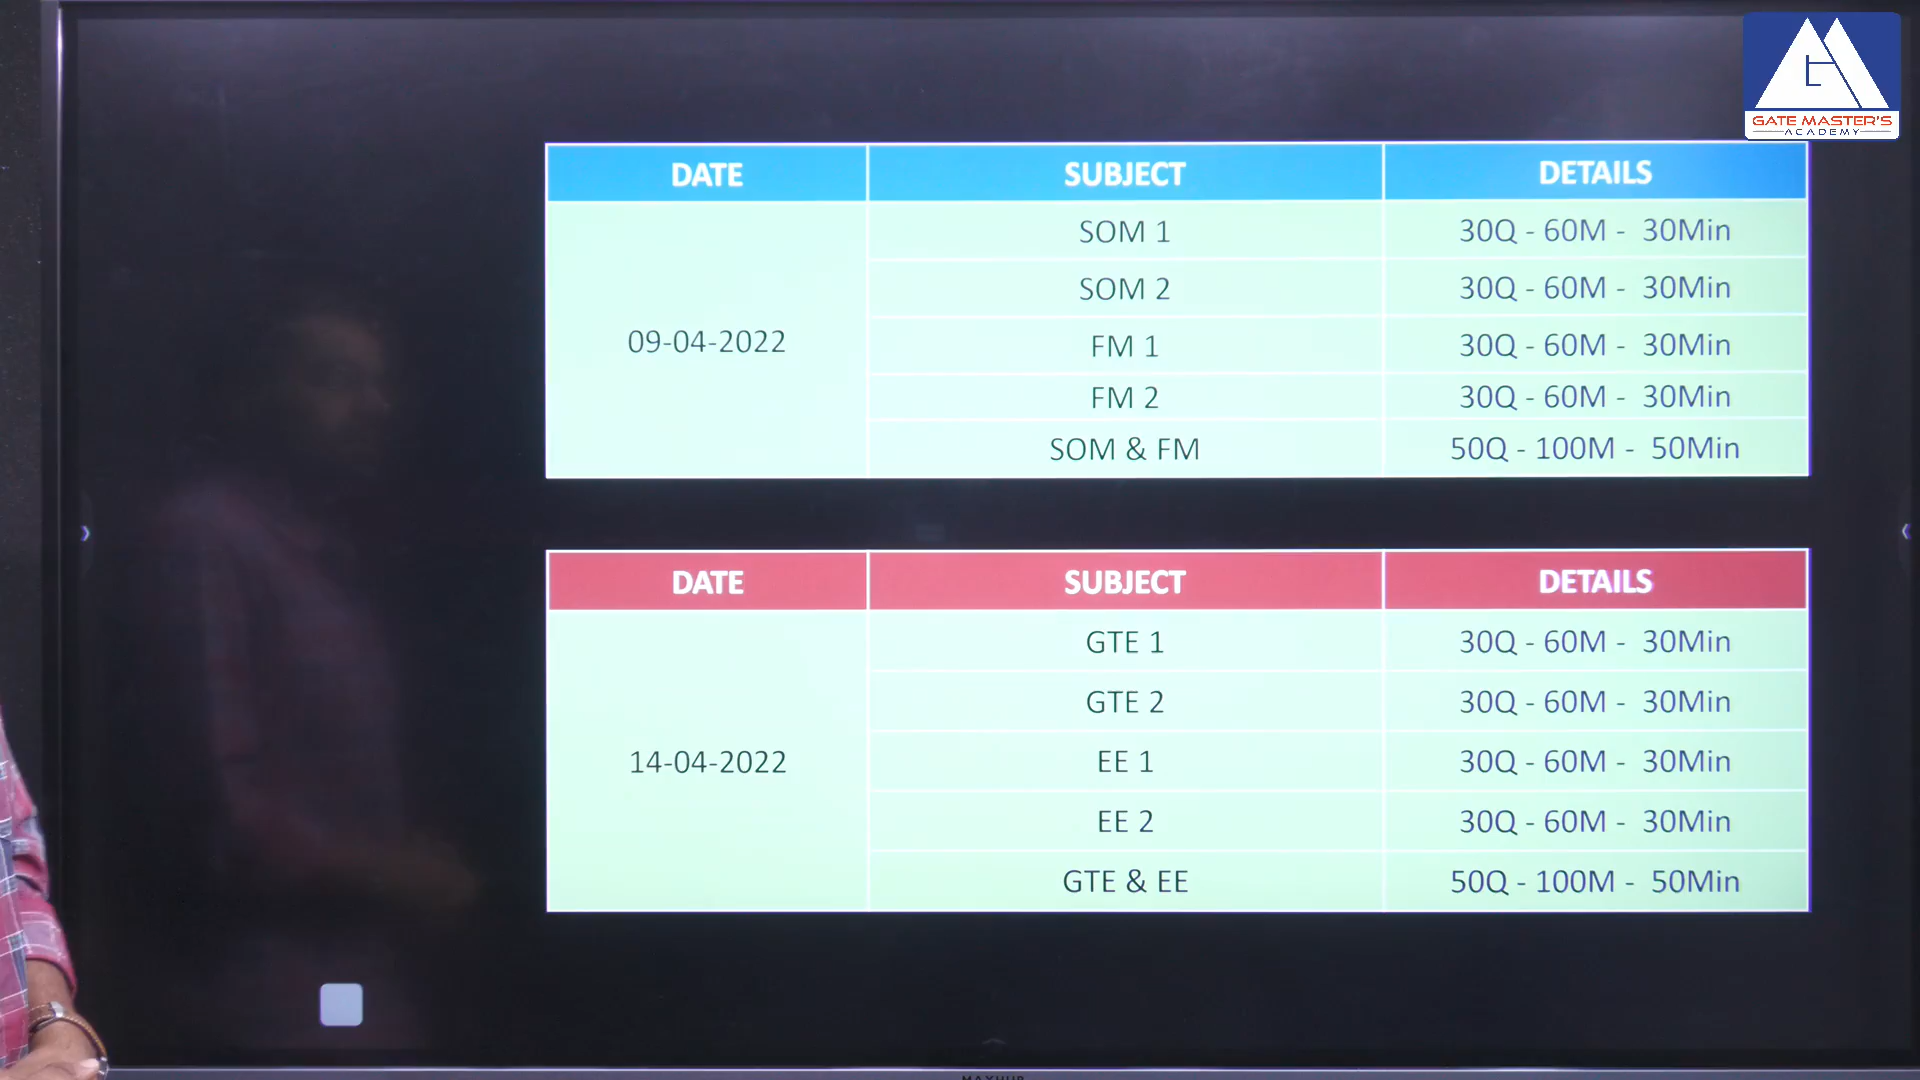 GATE MASTER'S
ACADEMY
DATE SUBJECT DETAILS
09-04-2022
SOM 1 30Q - 60M - 30Min
SOM 2 30Q - 60M - 30Min
FM 1 30Q - 60M - 30Min
FM 2 30Q - 60M - 30Min
SOM & FM 50Q - 100M - 50Min
DATE SUBJECT DETAILS
14-04-2022
GTE 1 30Q - 60M - 30Min
GTE 2 30Q - 60M - 30Min
EE 1 30Q - 60M - 30Min
EE 2 30Q - 60M - 30Min
GTE & EE 50Q - 100M - 50Min